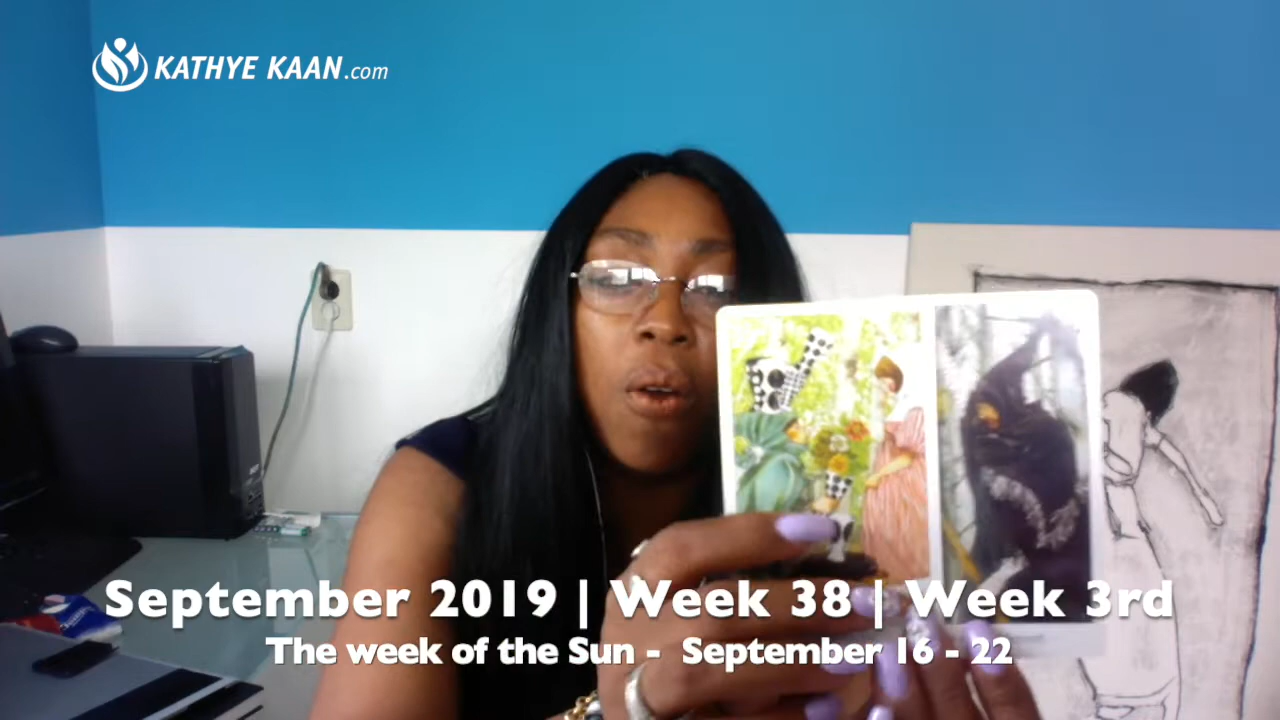 KATHYE KAAN.com
September 2019 | Week 38 | Week 3rd
The week of the Sun - September 16 - 22